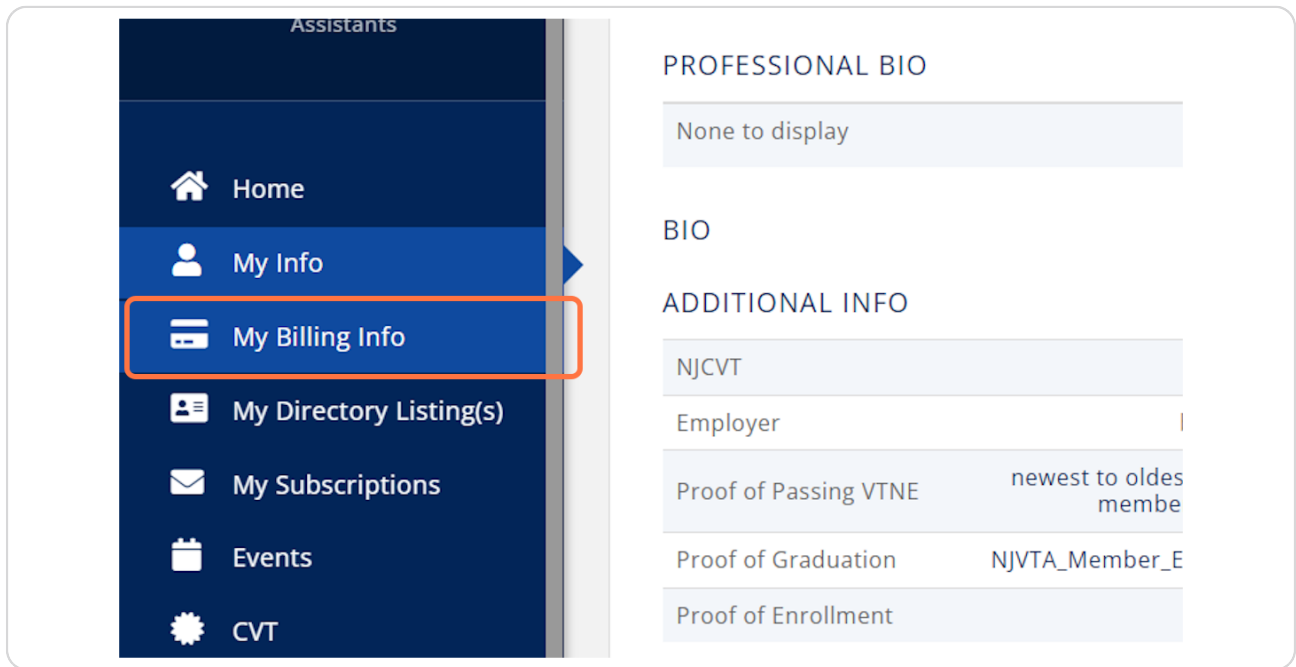 Assistants
Home
My Info
My Billing Info
My Directory Listing(s)
My Subscriptions
Events
CVT
PROFESSIONAL BIO
None to display
BIO
ADDITIONAL INFO
NJCVT
Employer
Proof of Passing VTNE newest to oldes
membe
Proof of Graduation NJVTA_Member_E
Proof of Enrollment